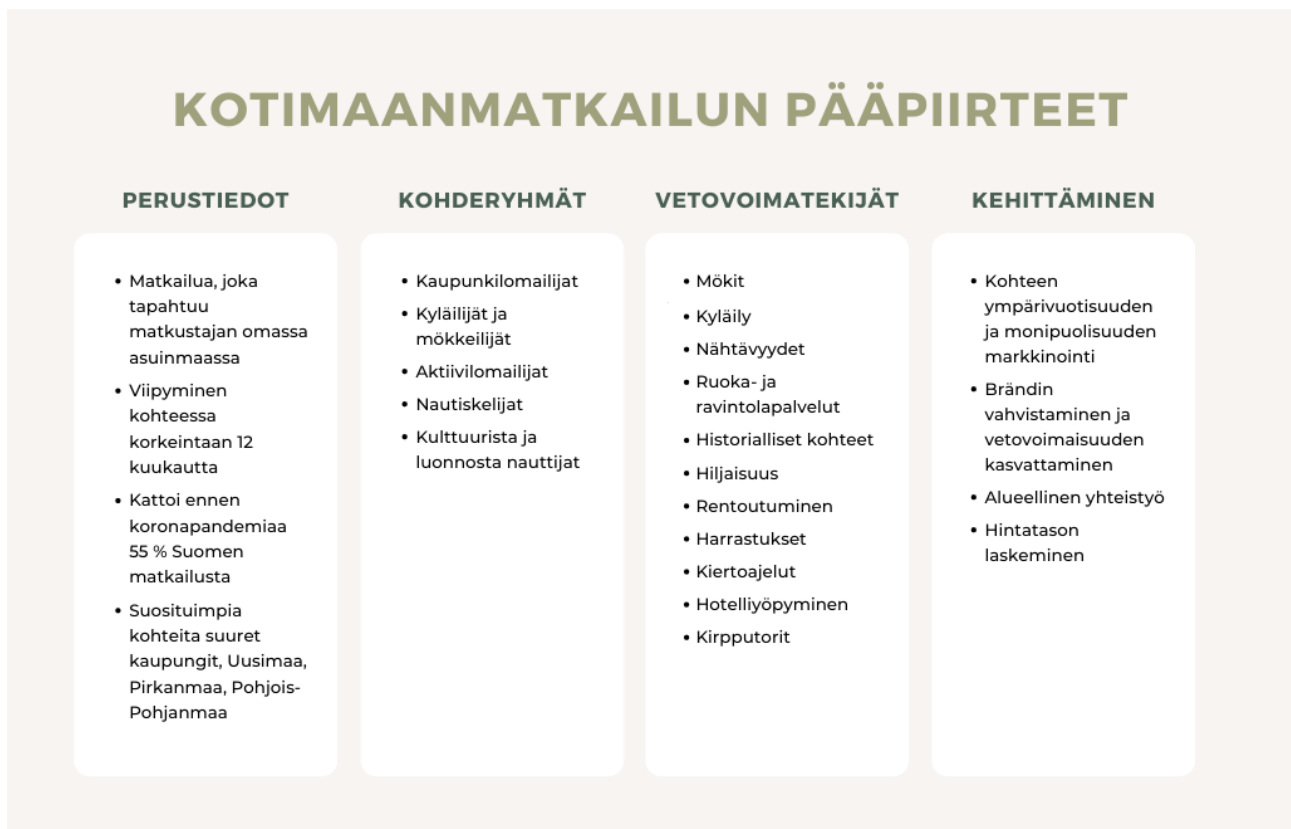 KOTIMAANMATKAILUN PÄÄPIIRTEET
PERUSTIEDOT
• Matkailua, joka
tapahtuu
matkustajan omassa
asuinmaassa
• Viipyminen
kohteessa
korkeintaan 12
kuukautta
• Kattoi ennen
koronapandemiaa
55 % Suomen
matkailusta
• Suosituimpia
kohteita suuret
kaupungit, Uusimaa,
Pirkanmaa, Pohjois-
Pohjanmaa
KOHDERYHMÄT
• Kaupunkilomailijat
• Kyläilijät ja
mökkeilijät
• Aktiivilomailijat
• Nautiskelijat
• Kulttuurista ja
luonnosta nauttijat
VETOVOIMATEKIJÄT
• Mökit
• Kyläily
• Nähtävyydet
• Ruoka- ja
ravintolapalvelut
• Historialliset kohteet
• Hiljaisuus
• Rentoutuminen
• Harrastukset
• Kiertoajelut
• Hotelliyöpyminen
• Kirpputorit
KEHITTÄMINEN
• Kohteen
ympärivuotisuuden
ja monipuolisuuden
markkinointi
• Brändin
vahvistaminen ja
vetovoimaisuuden
kasvattaminen
• Alueellinen yhteistyö
• Hintatason
laskeminen